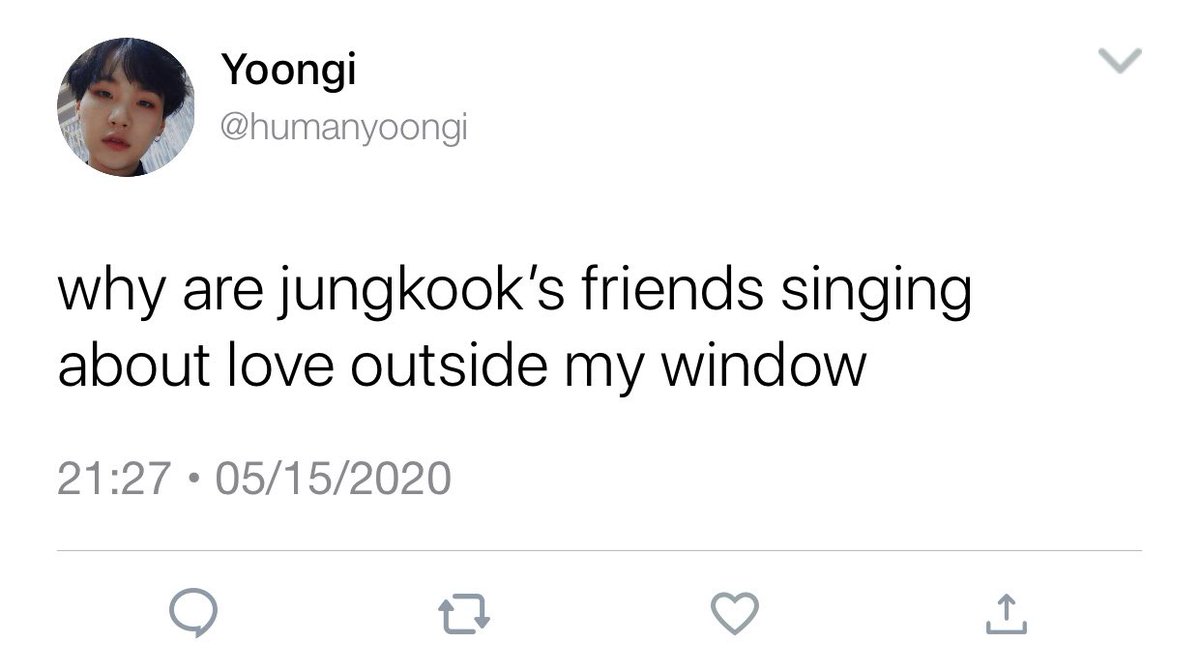 Yoongi
@humanyoongi
why are jungkook’s friends singing
about love outside my window
21:27 • 05/15/2020